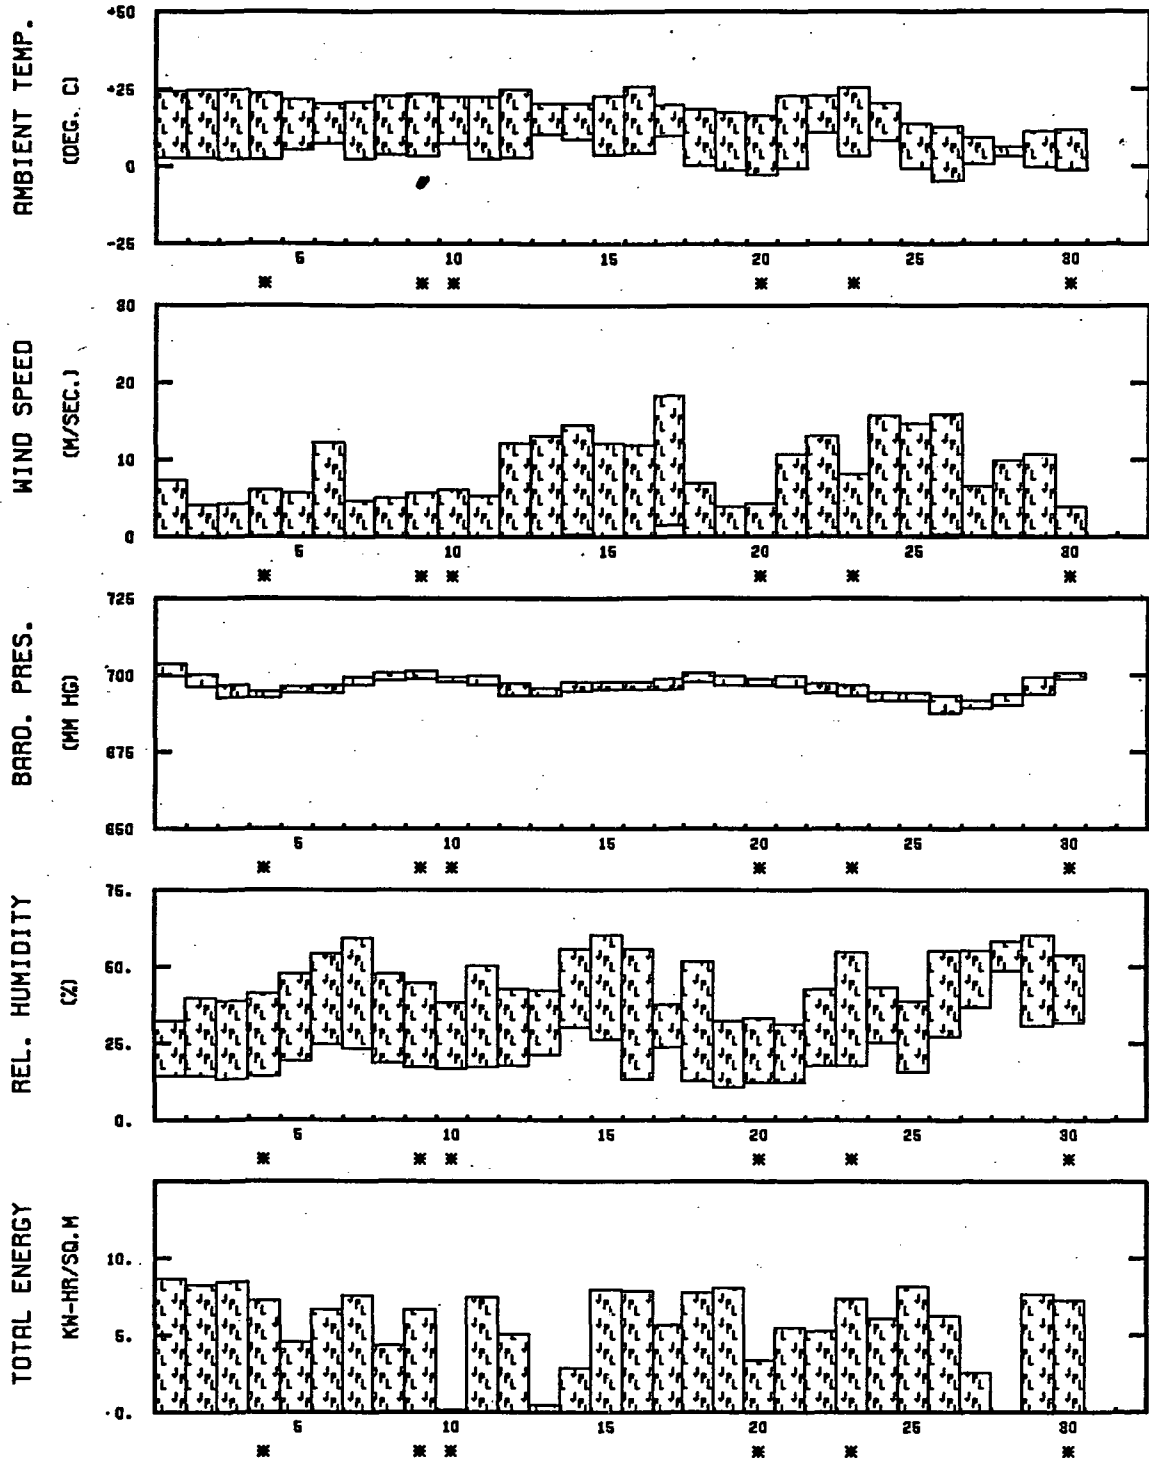 AMBIENT TEMP.
(DEG. C)
+50
+25
0
-25
5 10 15 20 25 30
* * * * * *
WIND SPEED
(M/SEC.)
30
20
10
0
5 10 15 20 25 30
* * * * * *
BARO. PRES.
(MM HG)
725
700
675
650
5 10 15 20 25 30
* * * * * *
REL. HUMIDITY
(%)
75.
50.
25.
0.
5 10 15 20 25 30
* * * * * *
TOTAL ENERGY
KW-HR/SQ.M
10.
5.
0.
5 10 15 20 25 30
* * * * * *